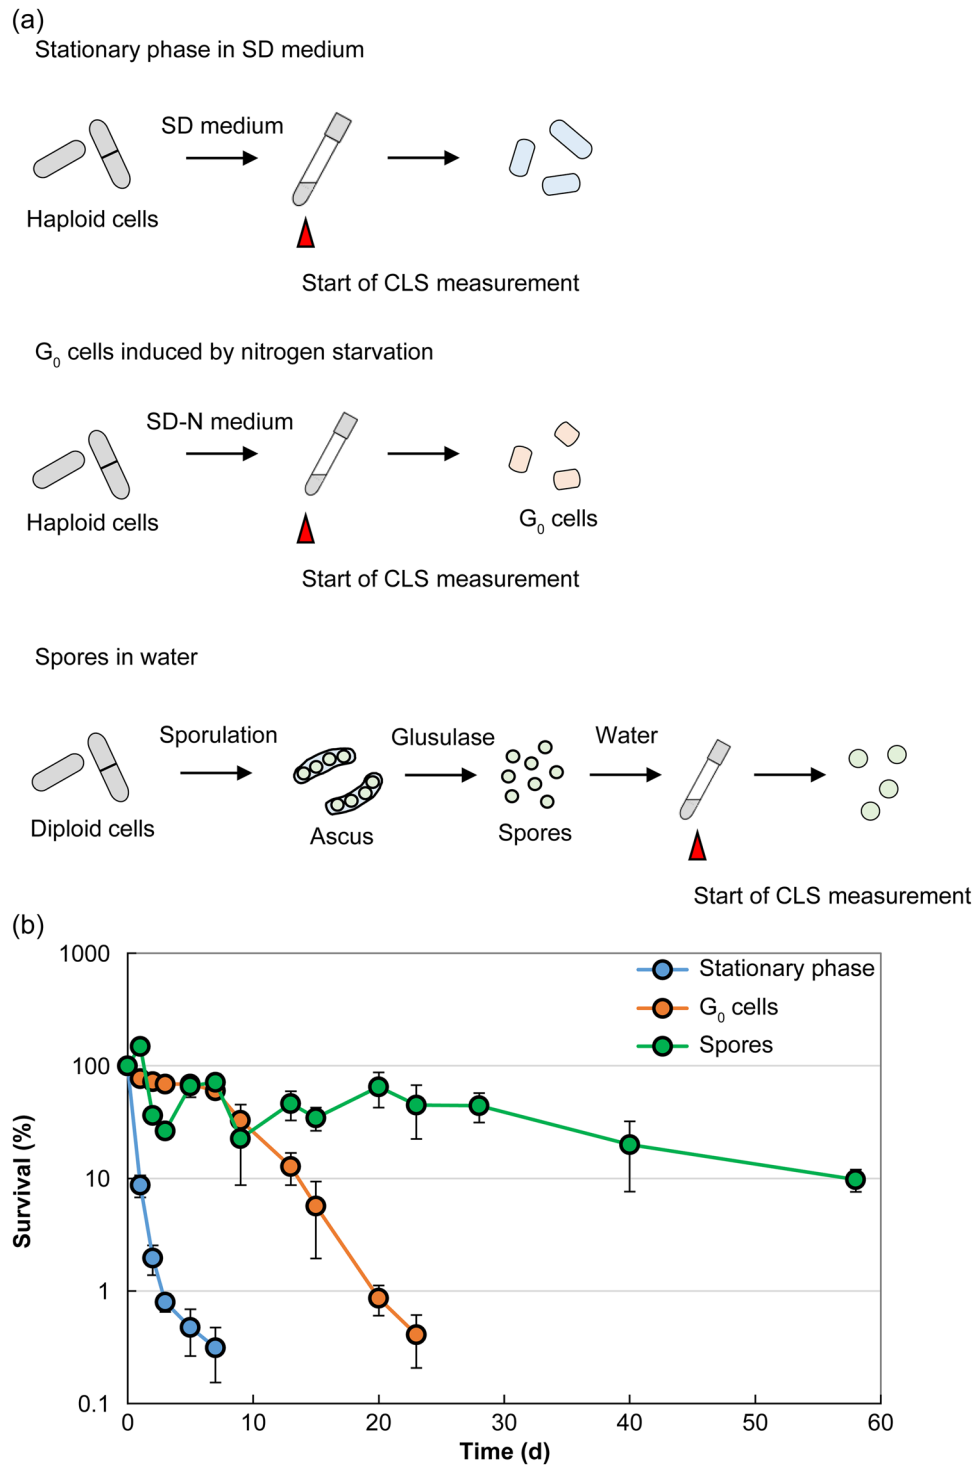 (a)
Stationary phase in SD medium
SD medium
Haploid cells
Start of CLS measurement
G0 cells induced by nitrogen starvation
SD-N medium
Haploid cells
G0 cells
Start of CLS measurement
Spores in water
Sporulation
Glusulase
Water
Diploid cells
Ascus
Spores
Start of CLS measurement
(b)
1000
100
10
1
0.1
Survival (%)
Stationary phase
G0 cells
Spores
0 10 20 30 40 50 60
Time (d)